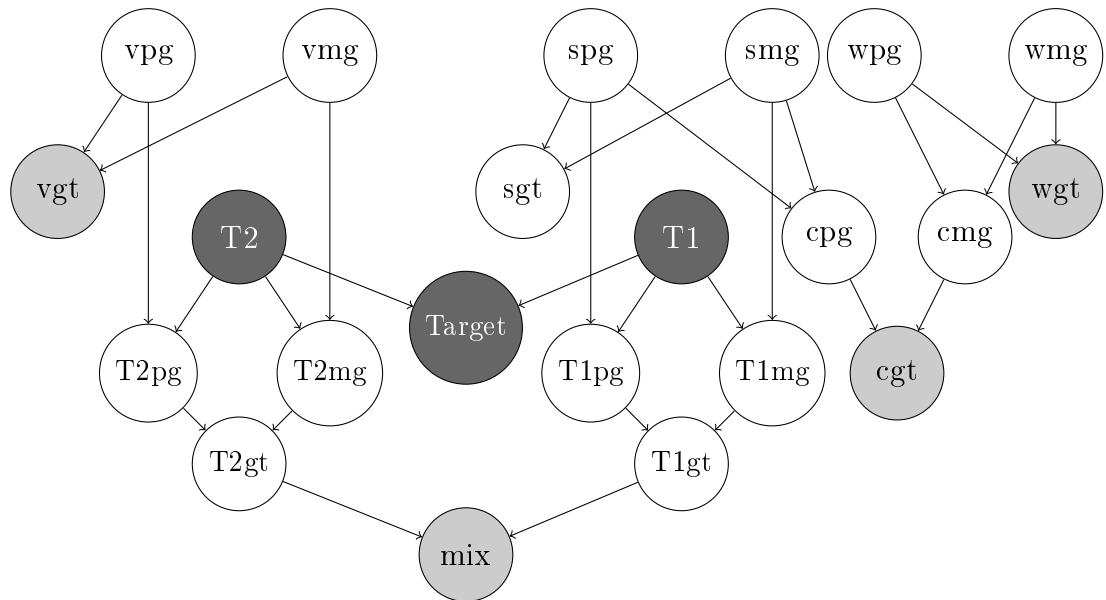 vpg
vmg
spg
smg
wpg
wmg
vgt
sgt
wgt
T2
T1
cpg
cmg
Target
T2pg
T2mg
T1pg
T1mg
cgt
T2gt
T1gt
mix